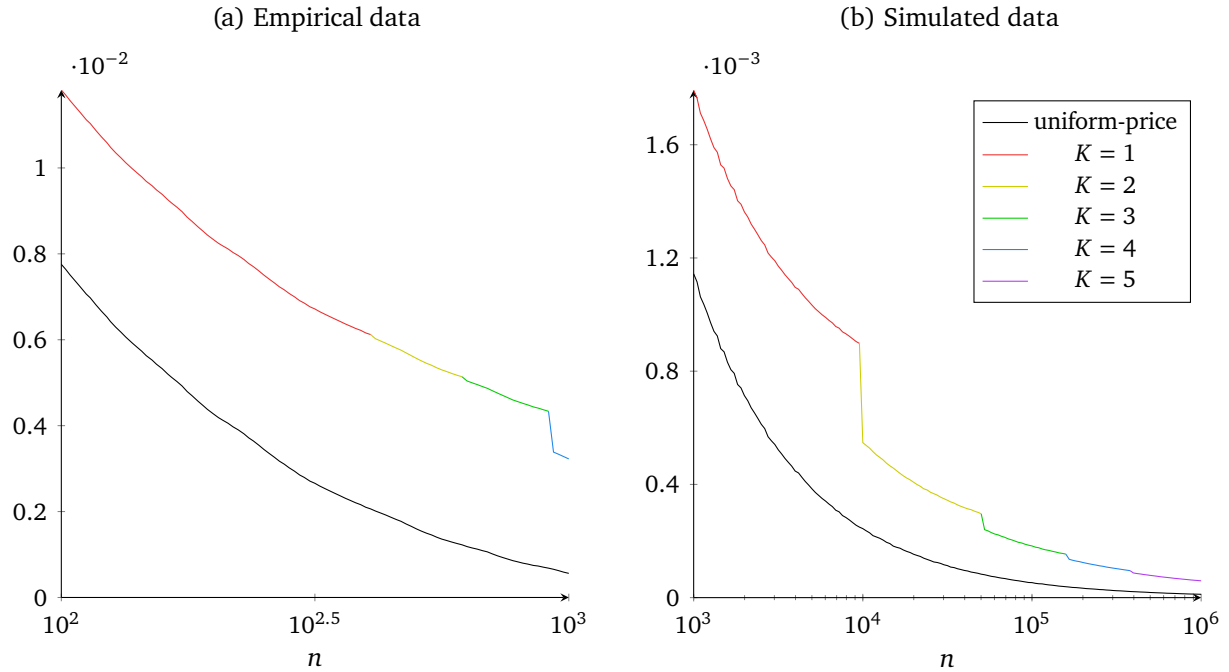 (a) Empirical data
·10⁻²
1
0.8
0.6
0.4
0.2
0
10²
10^2.5
10³
n
(b) Simulated data
·10⁻³
1.6
1.2
0.8
0.4
0
10³
10⁴
10⁵
10⁶
n
uniform-price
K = 1
K = 2
K = 3
K = 4
K = 5